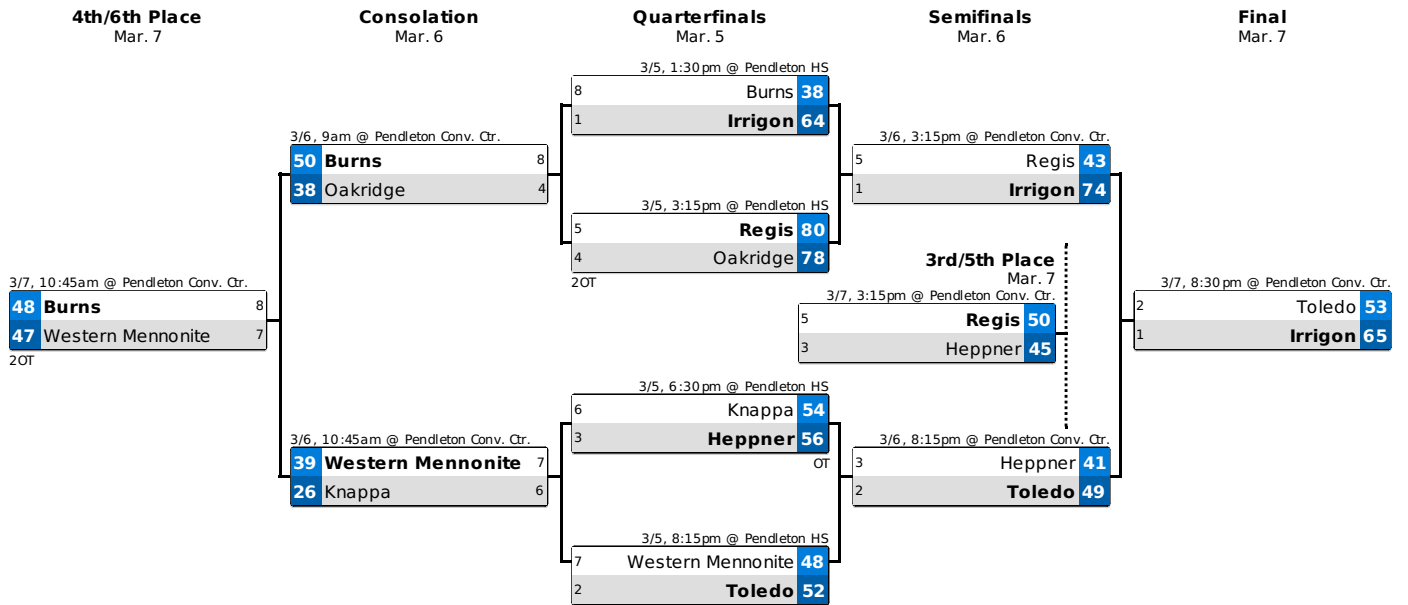 4th/6th Place
Mar. 7
Consolation
Mar. 6
Quarterfinals
Mar. 5
Semifinals
Mar. 6
Final
Mar. 7
3/7, 10:45am @ Pendleton Conv. Ctr.
48 Burns 8
47 Western Mennonite 7
2OT
3/6, 9am @ Pendleton Conv. Ctr.
50 Burns 8
38 Oakridge 4
3/6, 10:45am @ Pendleton Conv. Ctr.
39 Western Mennonite 7
26 Knappa 6
3/5, 1:30pm @ Pendleton HS
8 Burns 38
1 Irrigon 64
3/5, 3:15pm @ Pendleton HS
5 Regis 80
4 Oakridge 78
2OT
3/5, 6:30pm @ Pendleton HS
6 Knappa 54
3 Heppner 56
OT
3/5, 8:15pm @ Pendleton HS
7 Western Mennonite 48
2 Toledo 52
3/6, 3:15pm @ Pendleton Conv. Ctr.
5 Regis 43
1 Irrigon 74
3rd/5th Place
Mar. 7
3/7, 3:15pm @ Pendleton Conv. Ctr.
5 Regis 50
3 Heppner 45
3/6, 8:15pm @ Pendleton Conv. Ctr.
3 Heppner 41
2 Toledo 49
3/7, 8:30pm @ Pendleton Conv. Ctr.
2 Toledo 53
1 Irrigon 65